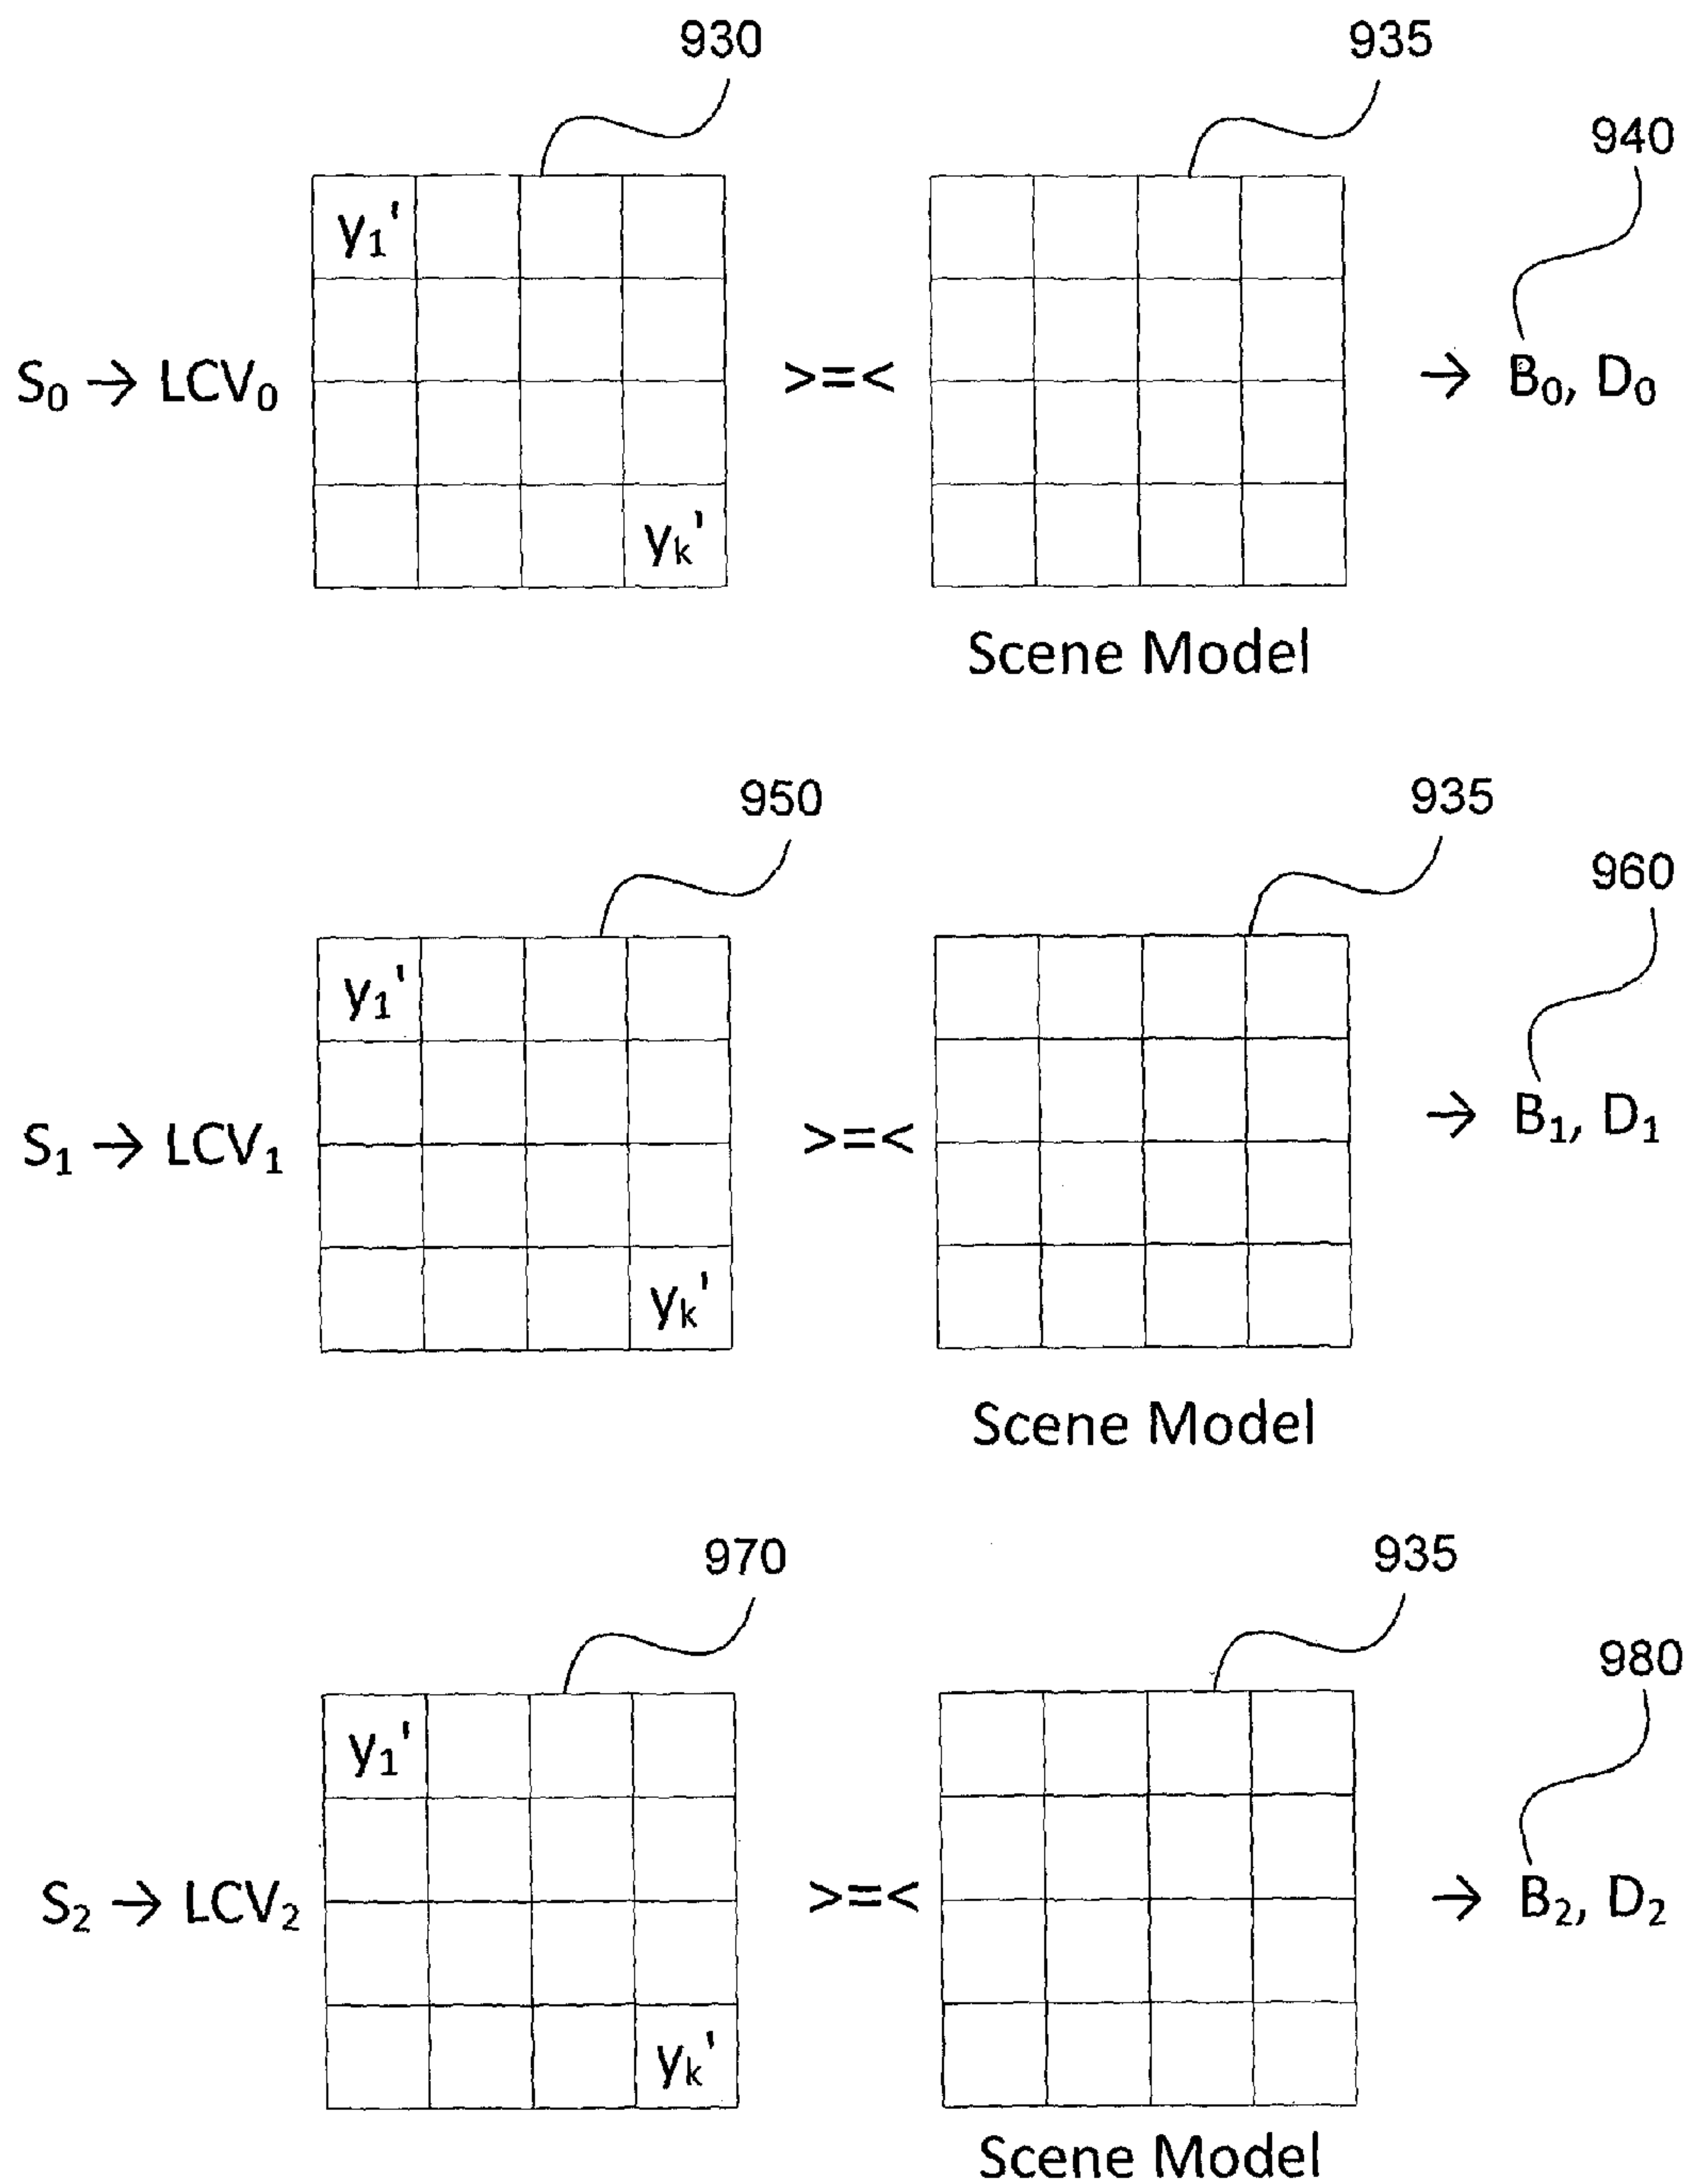 930
935
940
y₁'
S₀ → LCV₀ >=< → B₀, D₀
yₖ'
Scene Model
950
935
960
y₁'
S₁ → LCV₁ >=< → B₁, D₁
yₖ'
Scene Model
970
935
980
y₁'
S₂ → LCV₂ >=< → B₂, D₂
yₖ'
Scene Model